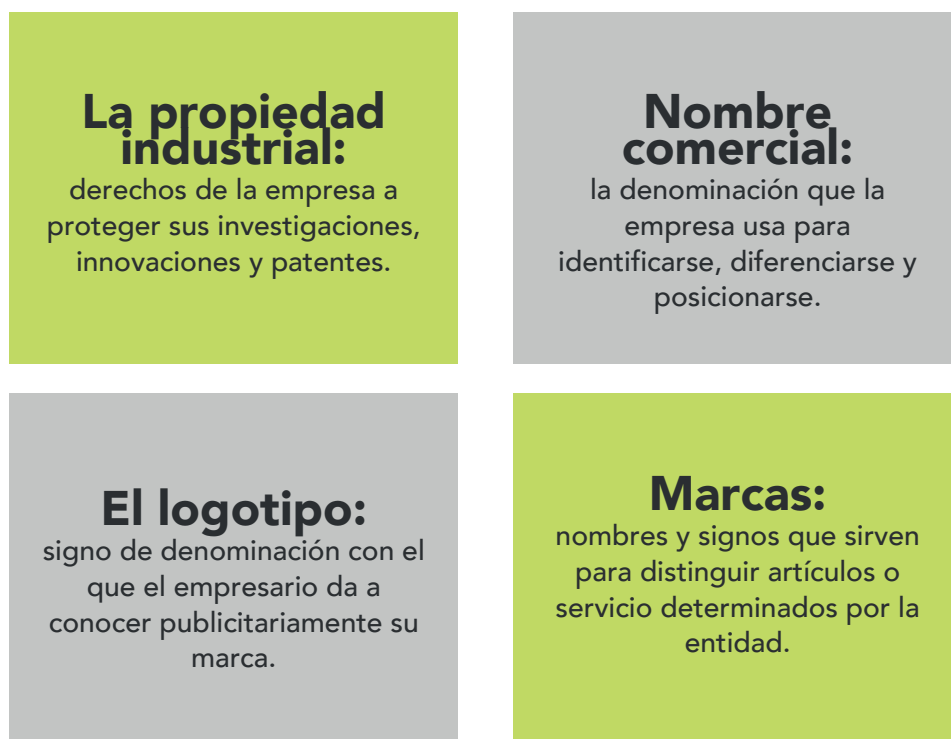 La propiedad
industrial:
derechos de la empresa a
proteger sus investigaciones,
innovaciones y patentes.
Nombre
comercial:
la denominación que la
empresa usa para
identificarse, diferenciarse y
posicionarse.
El logotipo:
signo de denominación con el
que el empresario da a
conocer publicitariamente su
marca.
Marcas:
nombres y signos que sirven
para distinguir artículos o
servicio determinados por la
entidad.